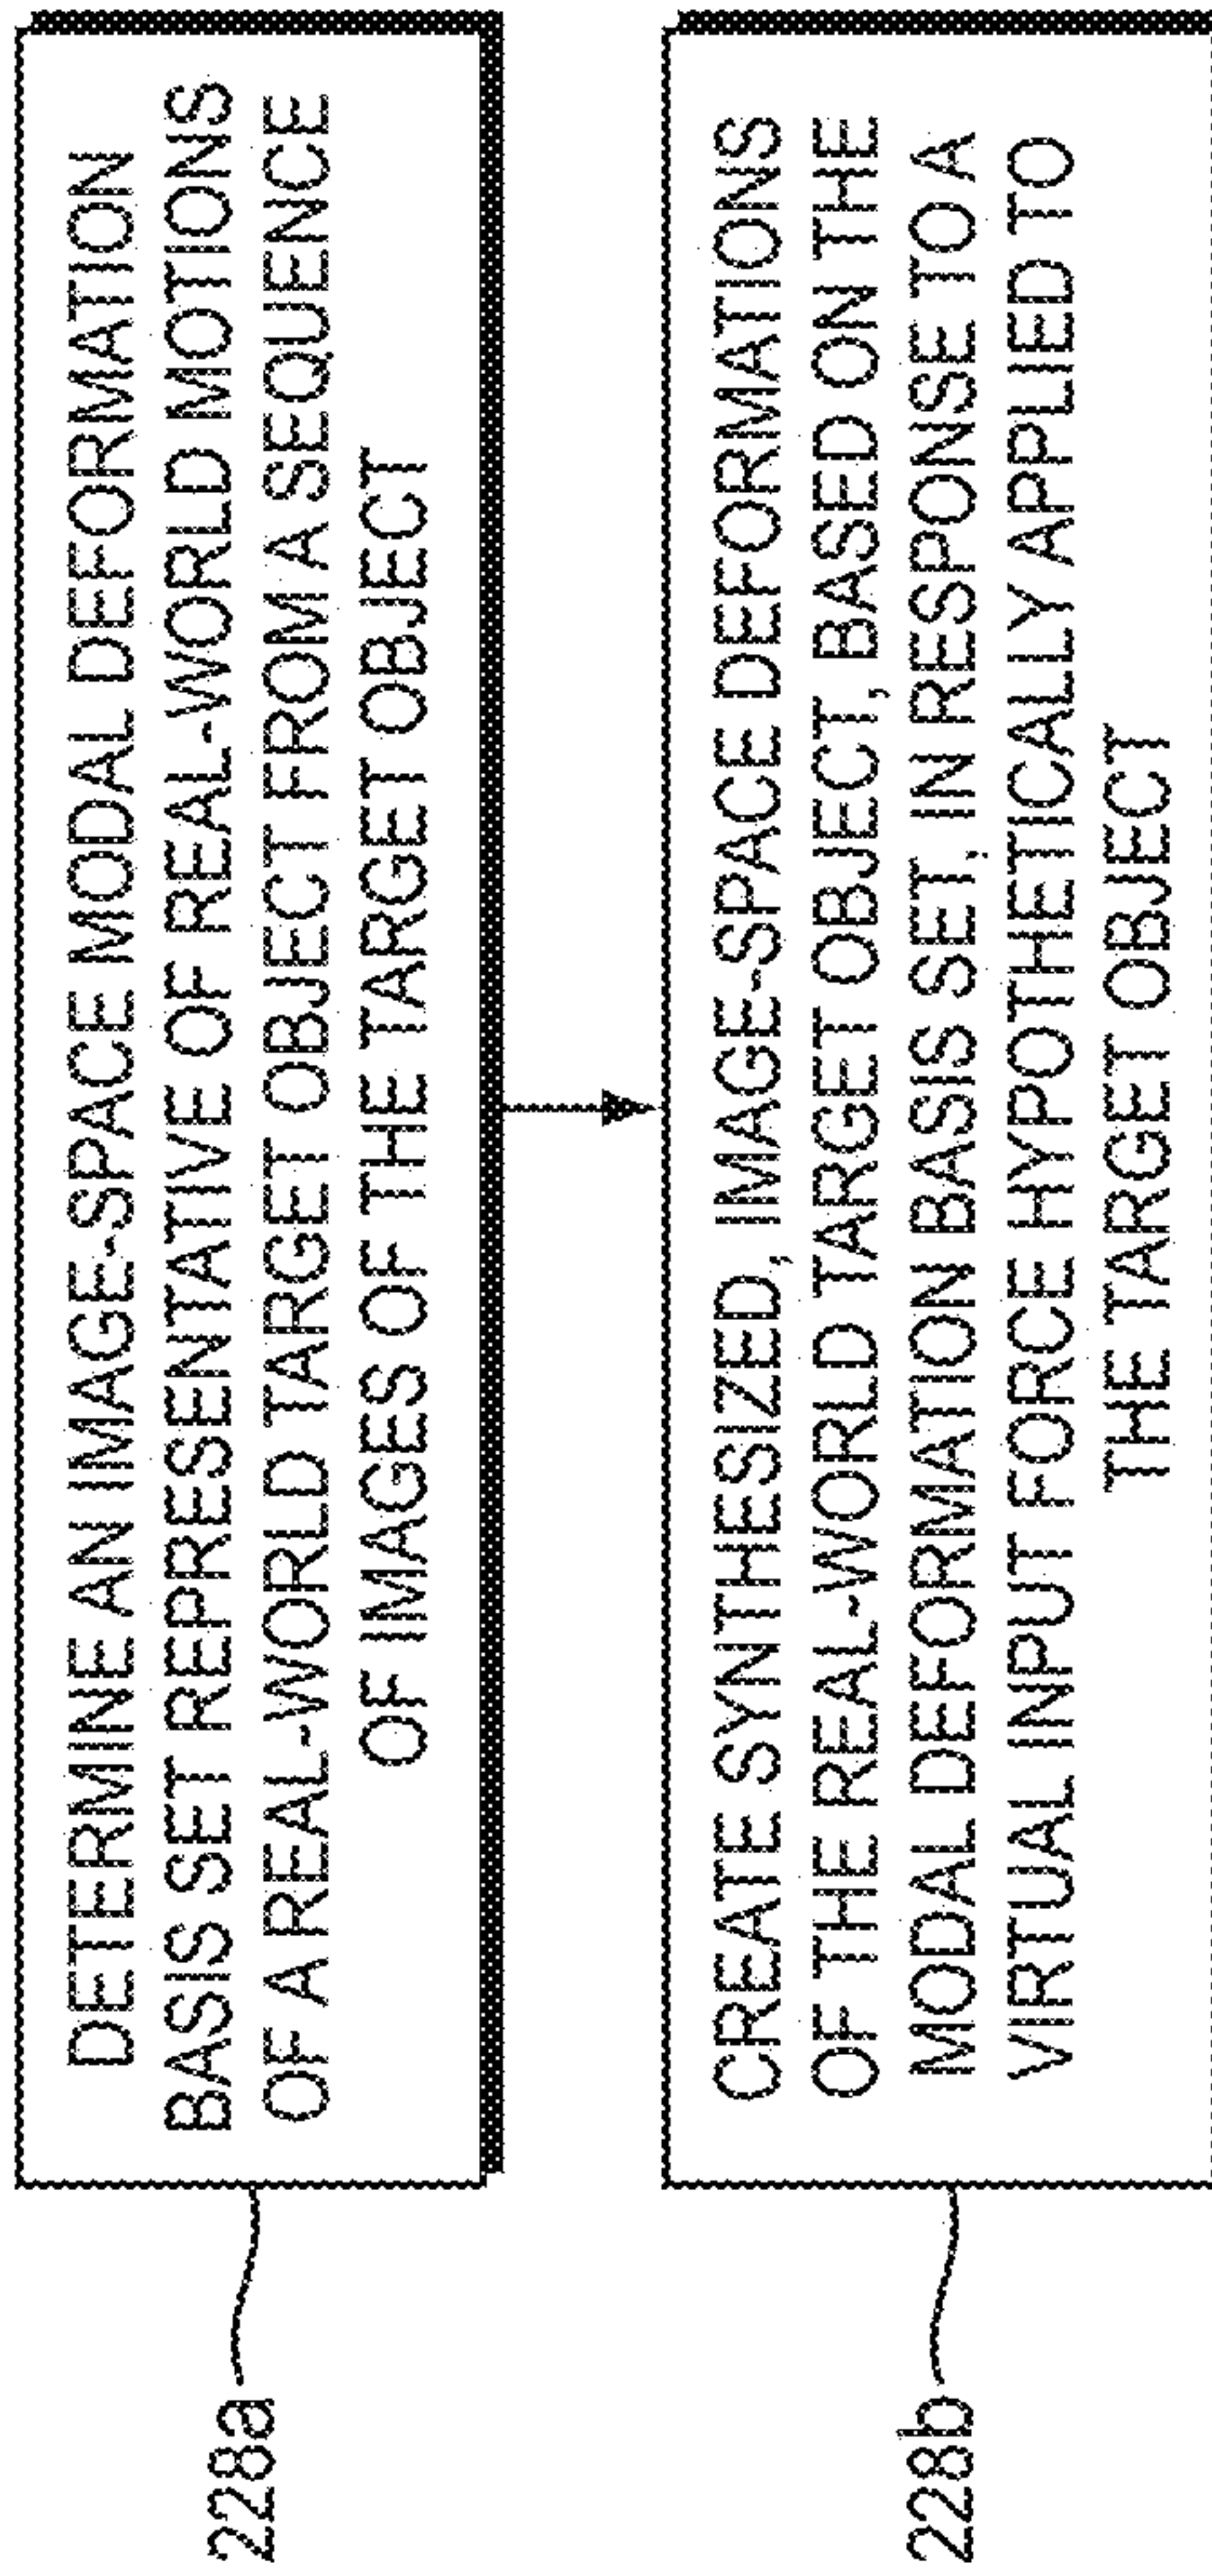 228a
DETERMINE AN IMAGE-SPACE MODAL DEFORMATION
BASIS SET REPRESENTATIVE OF REAL-WORLD MOTIONS
OF A REAL-WORLD TARGET OBJECT FROM A SEQUENCE
OF IMAGES OF THE TARGET OBJECT
228b
CREATE SYNTHESIZED, IMAGE-SPACE DEFORMATIONS
OF THE REAL-WORLD TARGET OBJECT, BASED ON THE
MODAL DEFORMATION BASIS SET, IN RESPONSE TO A
VIRTUAL INPUT FORCE HYPOTHETICALLY APPLIED TO
THE TARGET OBJECT